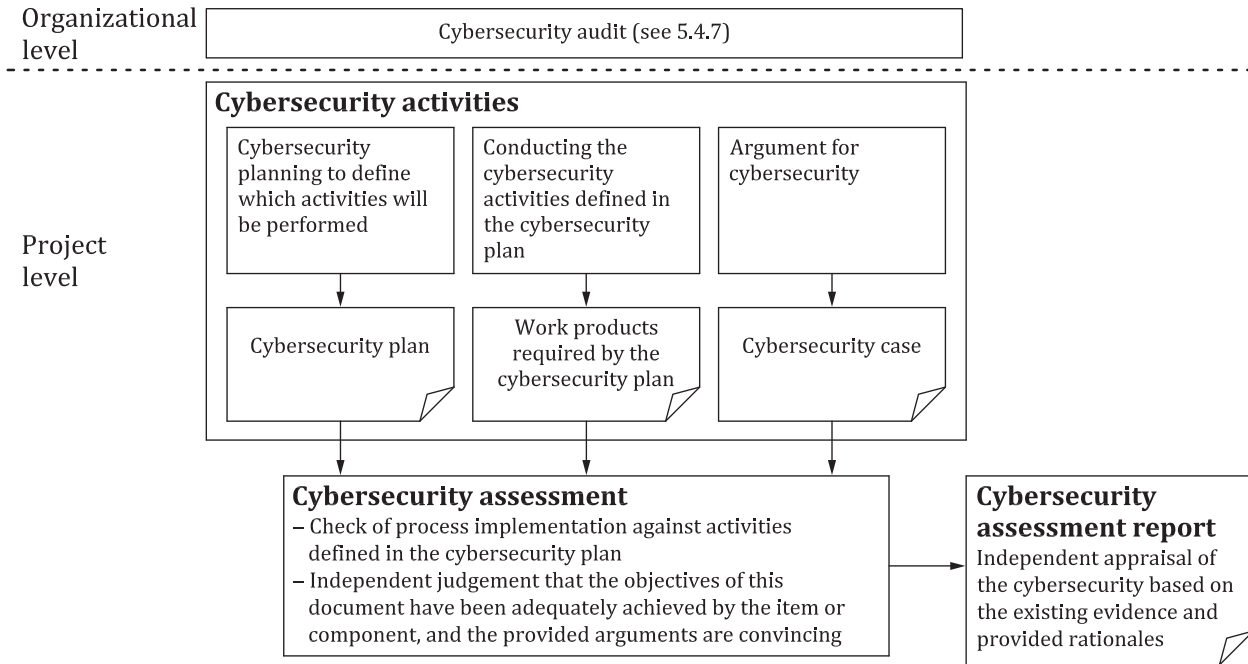 Organizational
level
Cybersecurity audit (see 5.4.7)
Project
level
Cybersecurity activities
Cybersecurity
planning to define
which activities will
be performed
Conducting the
cybersecurity
activities defined in
the cybersecurity
plan
Argument for
cybersecurity
Cybersecurity plan
Work products
required by the
cybersecurity plan
Cybersecurity case
Cybersecurity assessment
– Check of process implementation against activities
defined in the cybersecurity plan
– Independent judgement that the objectives of this
document have been adequately achieved by the item or
component, and the provided arguments are convincing
Cybersecurity
assessment report
Independent appraisal of
the cybersecurity based on
the existing evidence and
provided rationales